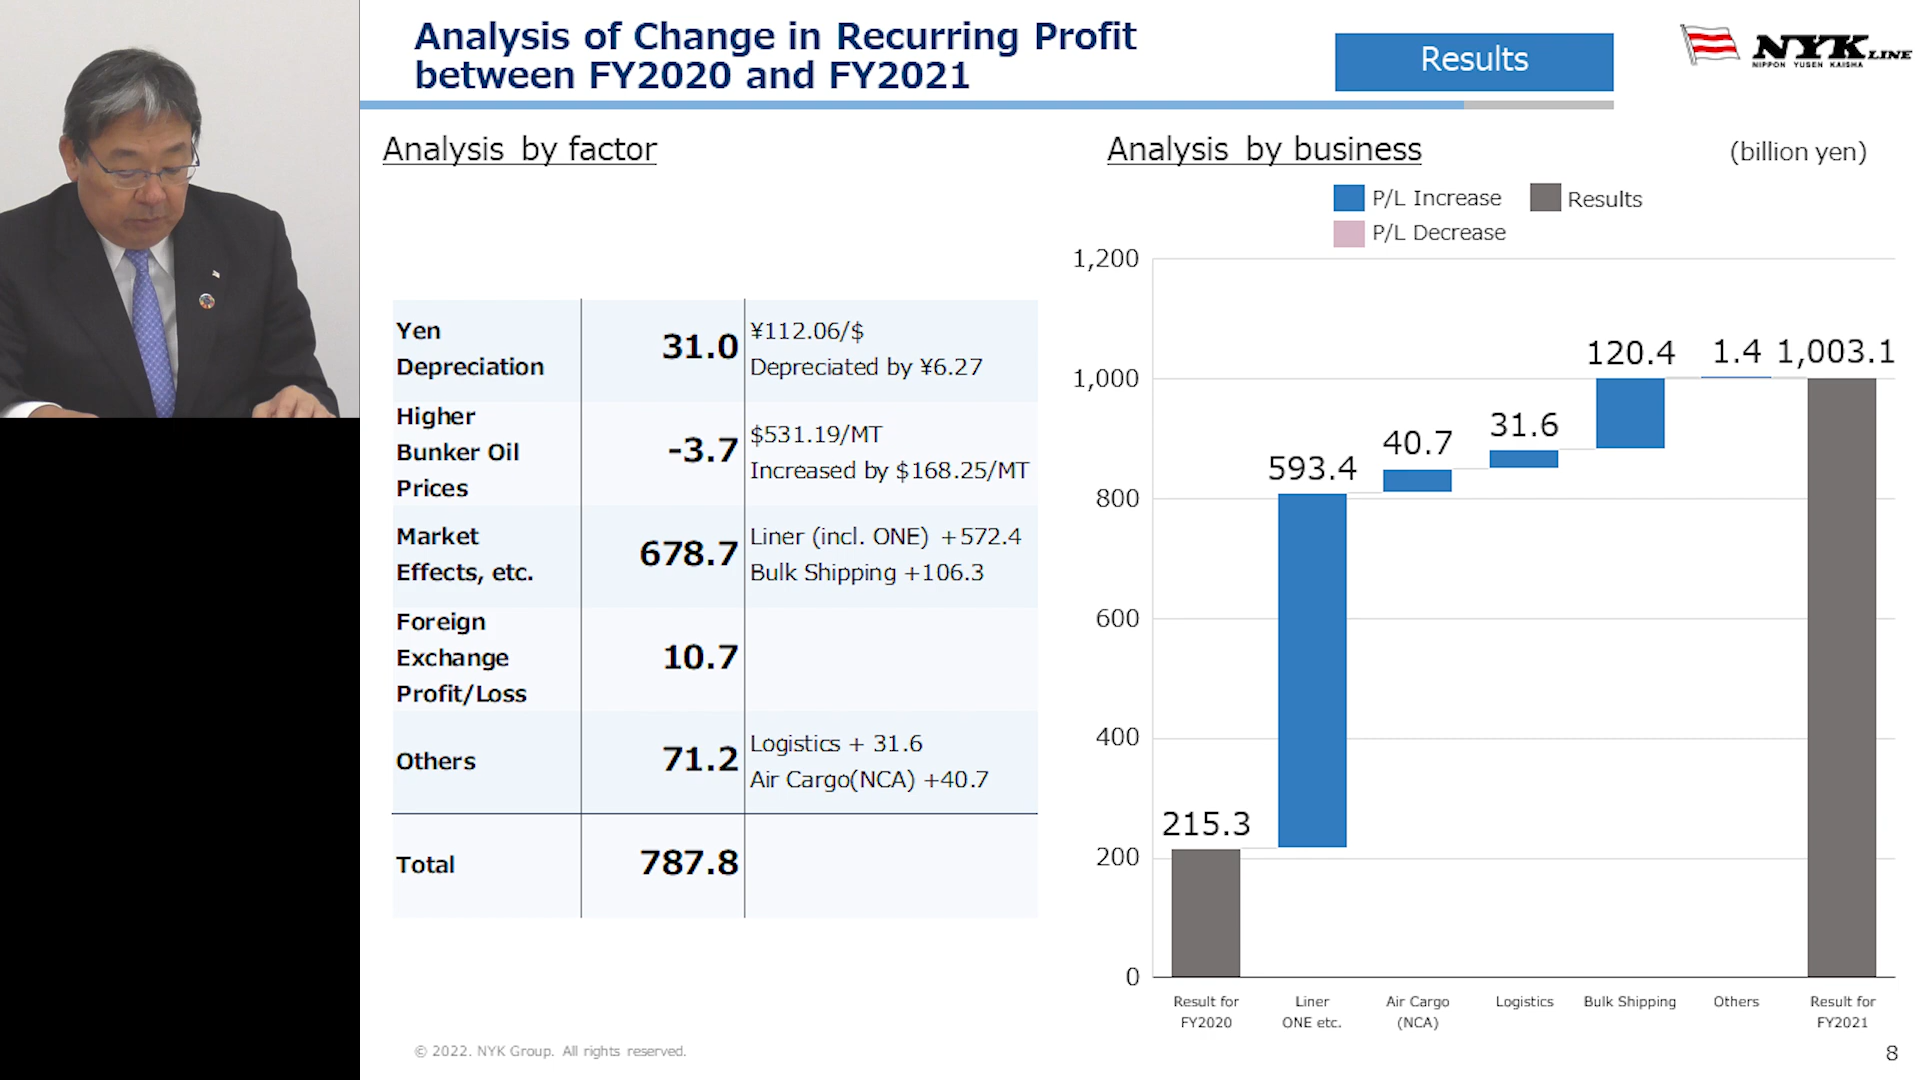 Analysis of Change in Recurring Profit
between FY2020 and FY2021
Results
NYK LINE
NIPPON YUSEN KAISHA
Analysis by factor
Yen
Depreciation
31.0
¥112.06/$
Depreciated by ¥6.27
Higher
Bunker Oil
Prices
-3.7
$531.19/MT
Increased by $168.25/MT
Market
Effects, etc.
678.7
Liner (incl. ONE) +572.4
Bulk Shipping +106.3
Foreign
Exchange
Profit/Loss
10.7
Others
71.2
Logistics + 31.6
Air Cargo(NCA) +40.7
Total
787.8
Analysis by business
(billion yen)
P/L Increase
Results
P/L Decrease
1,200
1,000
800
600
400
200
0
215.3
593.4
40.7
31.6
120.4
1.4
1,003.1
Result for
FY2020
Liner
ONE etc.
Air Cargo
(NCA)
Logistics
Bulk Shipping
Others
Result for
FY2021
© 2022. NYK Group. All rights reserved.
8